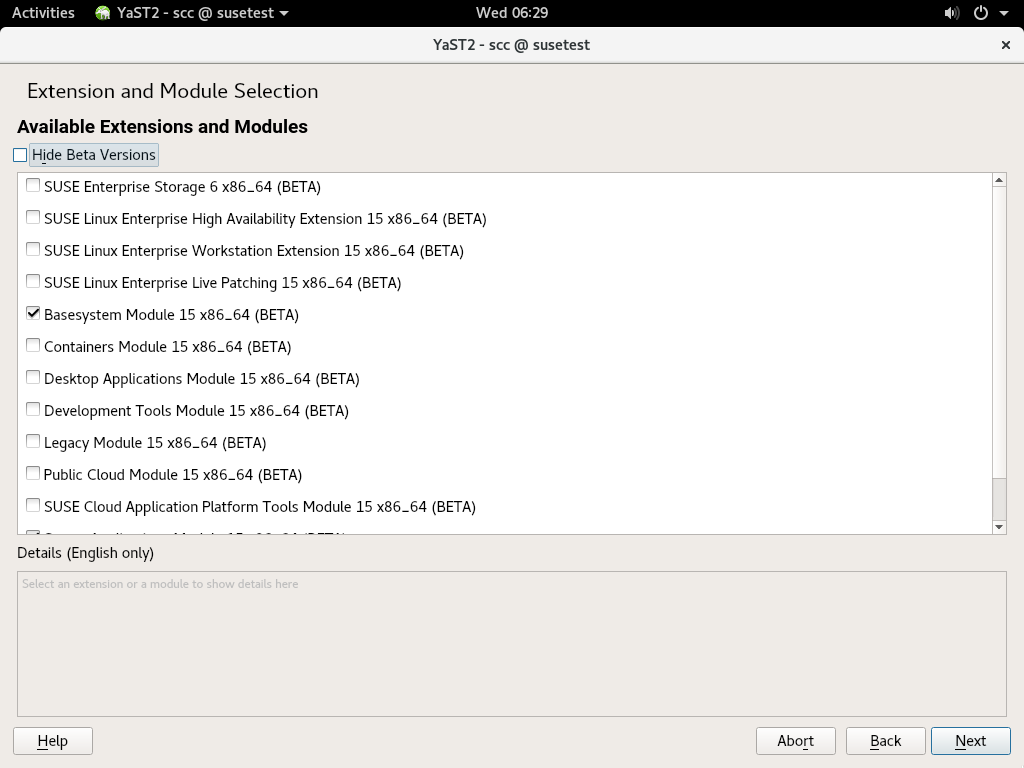 Activities YaST2 - scc @ susetest Wed 06:29
YaST2 - scc @ susetest
Extension and Module Selection
Available Extensions and Modules
Hide Beta Versions
SUSE Enterprise Storage 6 x86_64 (BETA)
SUSE Linux Enterprise High Availability Extension 15 x86_64 (BETA)
SUSE Linux Enterprise Workstation Extension 15 x86_64 (BETA)
SUSE Linux Enterprise Live Patching 15 x86_64 (BETA)
Basesystem Module 15 x86_64 (BETA)
Containers Module 15 x86_64 (BETA)
Desktop Applications Module 15 x86_64 (BETA)
Development Tools Module 15 x86_64 (BETA)
Legacy Module 15 x86_64 (BETA)
Public Cloud Module 15 x86_64 (BETA)
SUSE Cloud Application Platform Tools Module 15 x86_64 (BETA)
Details (English only)
Select an extension or a module to show details here
Help Abort Back Next